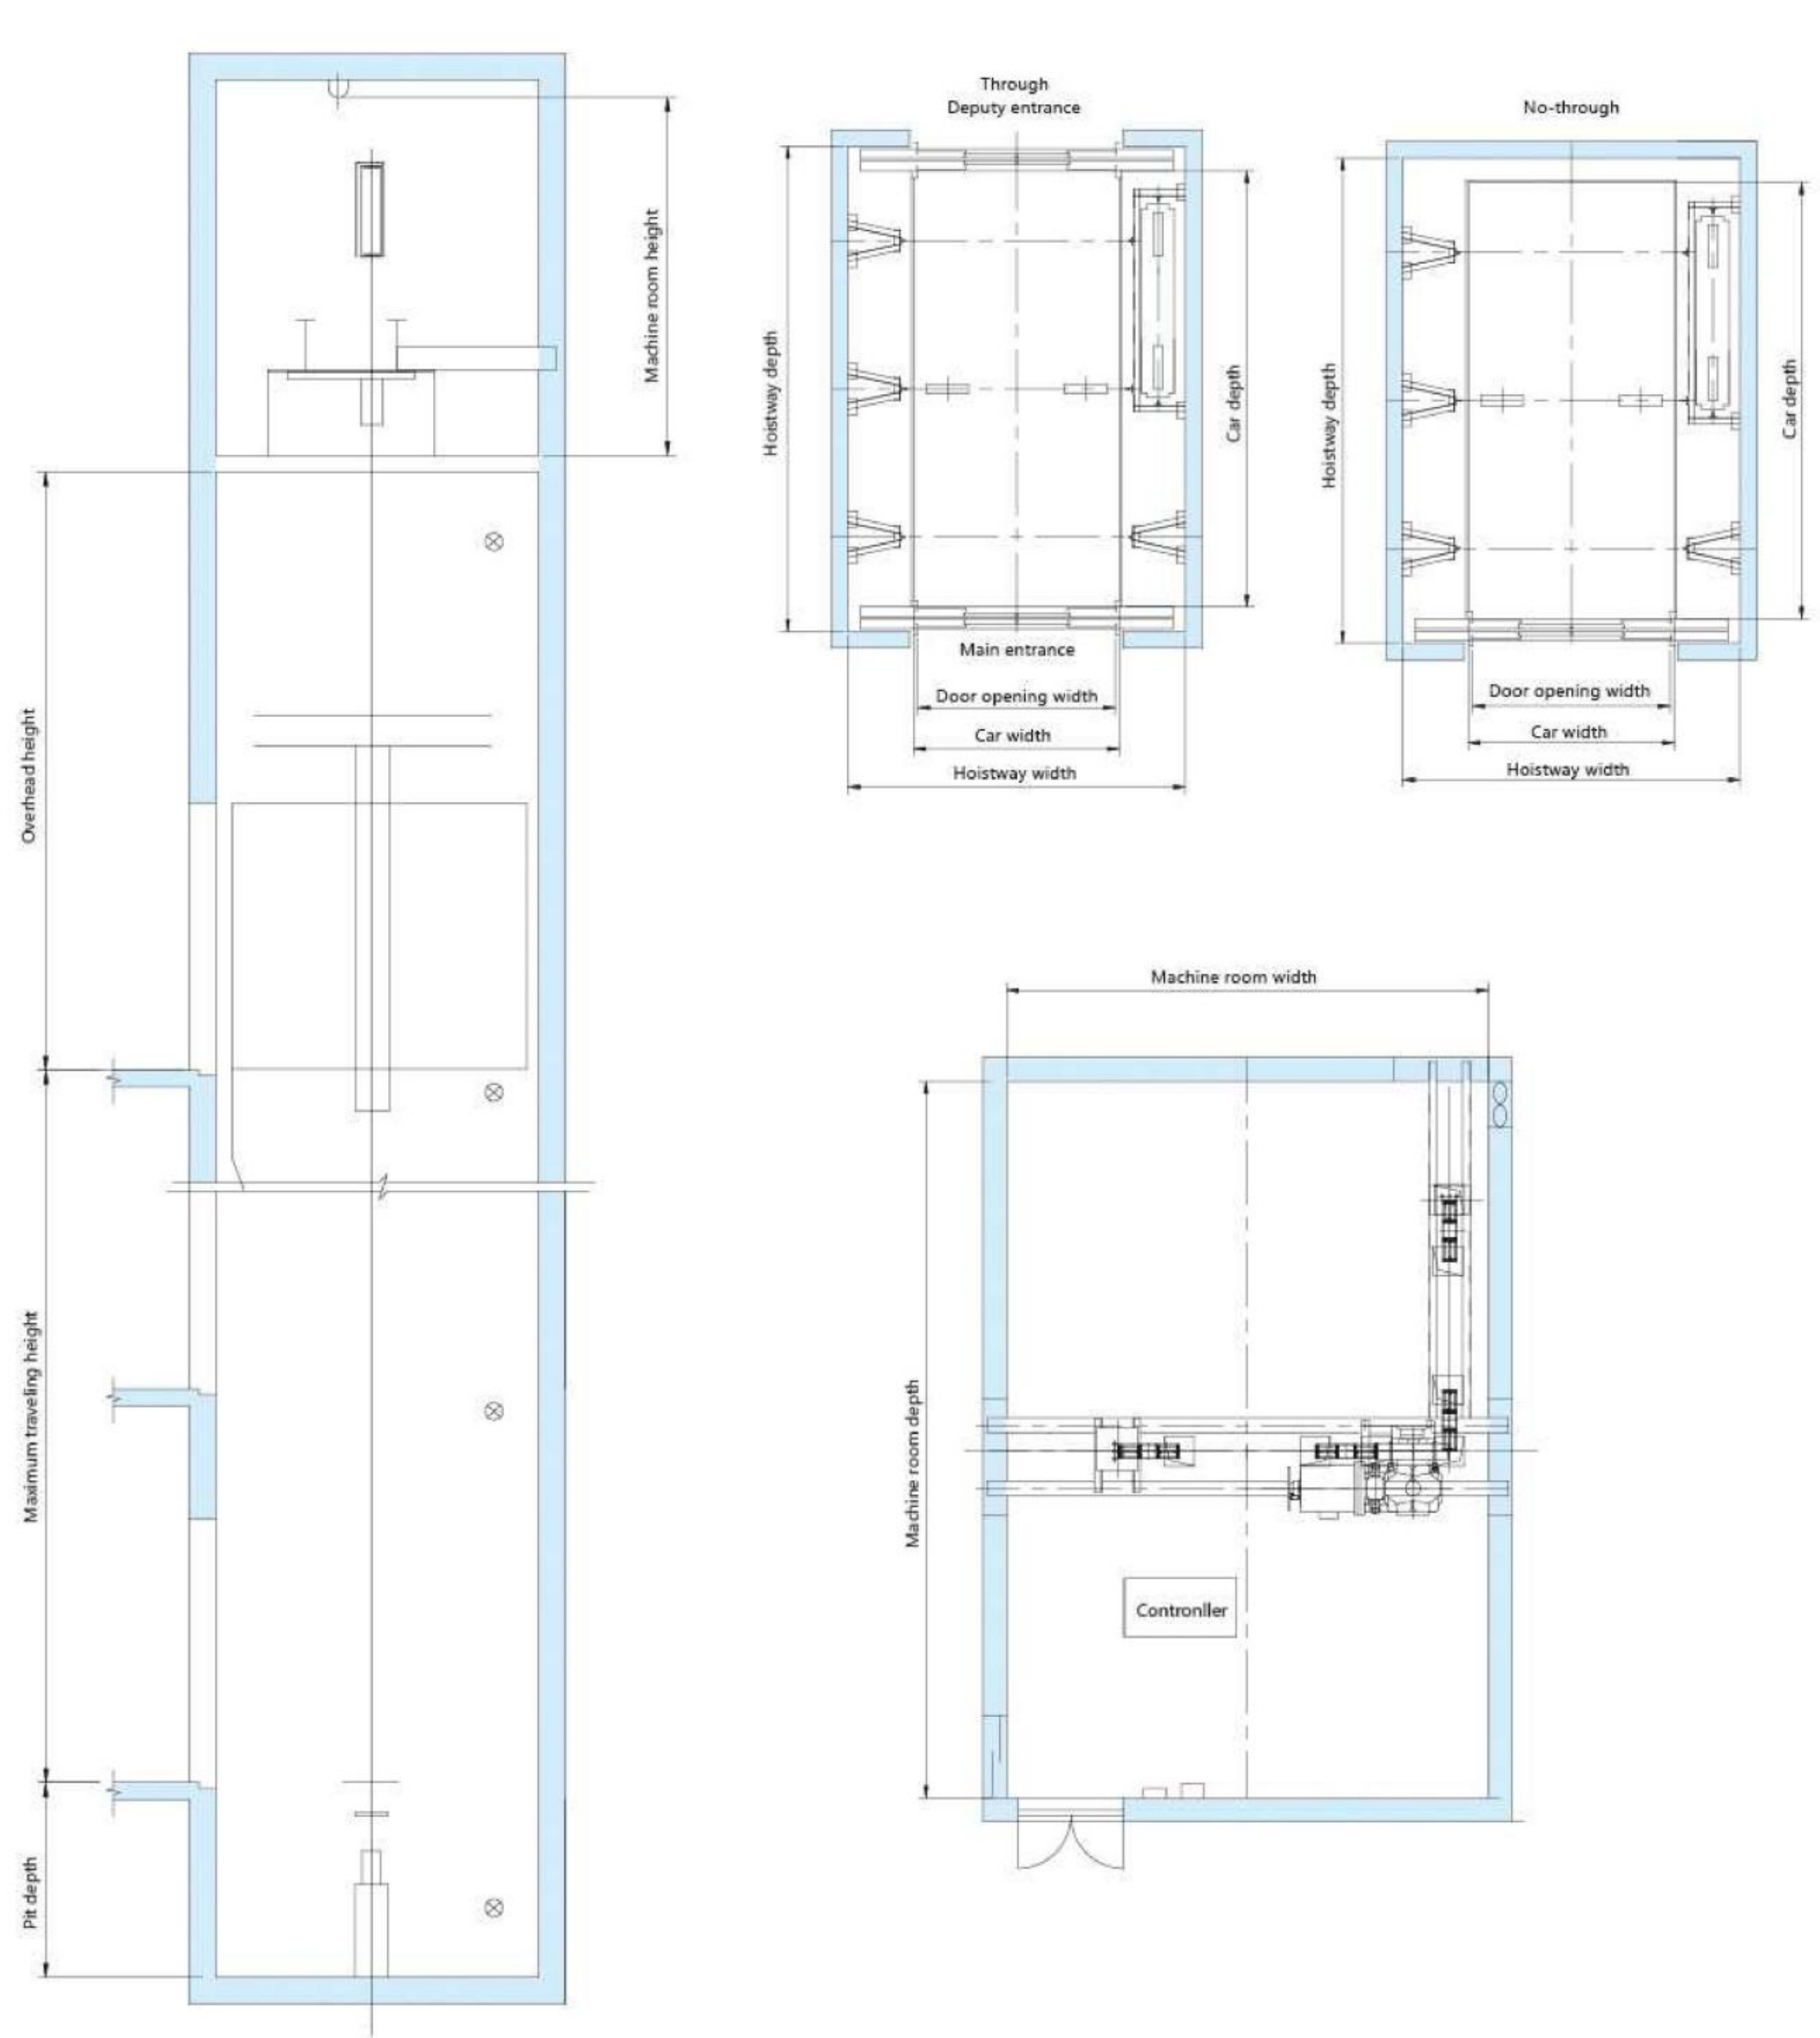 Machine room height
Overhead height
Maximum traveling height
Pit depth
Through
Deputy entrance
Hoistway depth
Car depth
Main entrance
Door opening width
Car width
Hoistway width
No-through
Hoistway depth
Car depth
Door opening width
Car width
Hoistway width
Machine room width
Machine room depth
Contronller